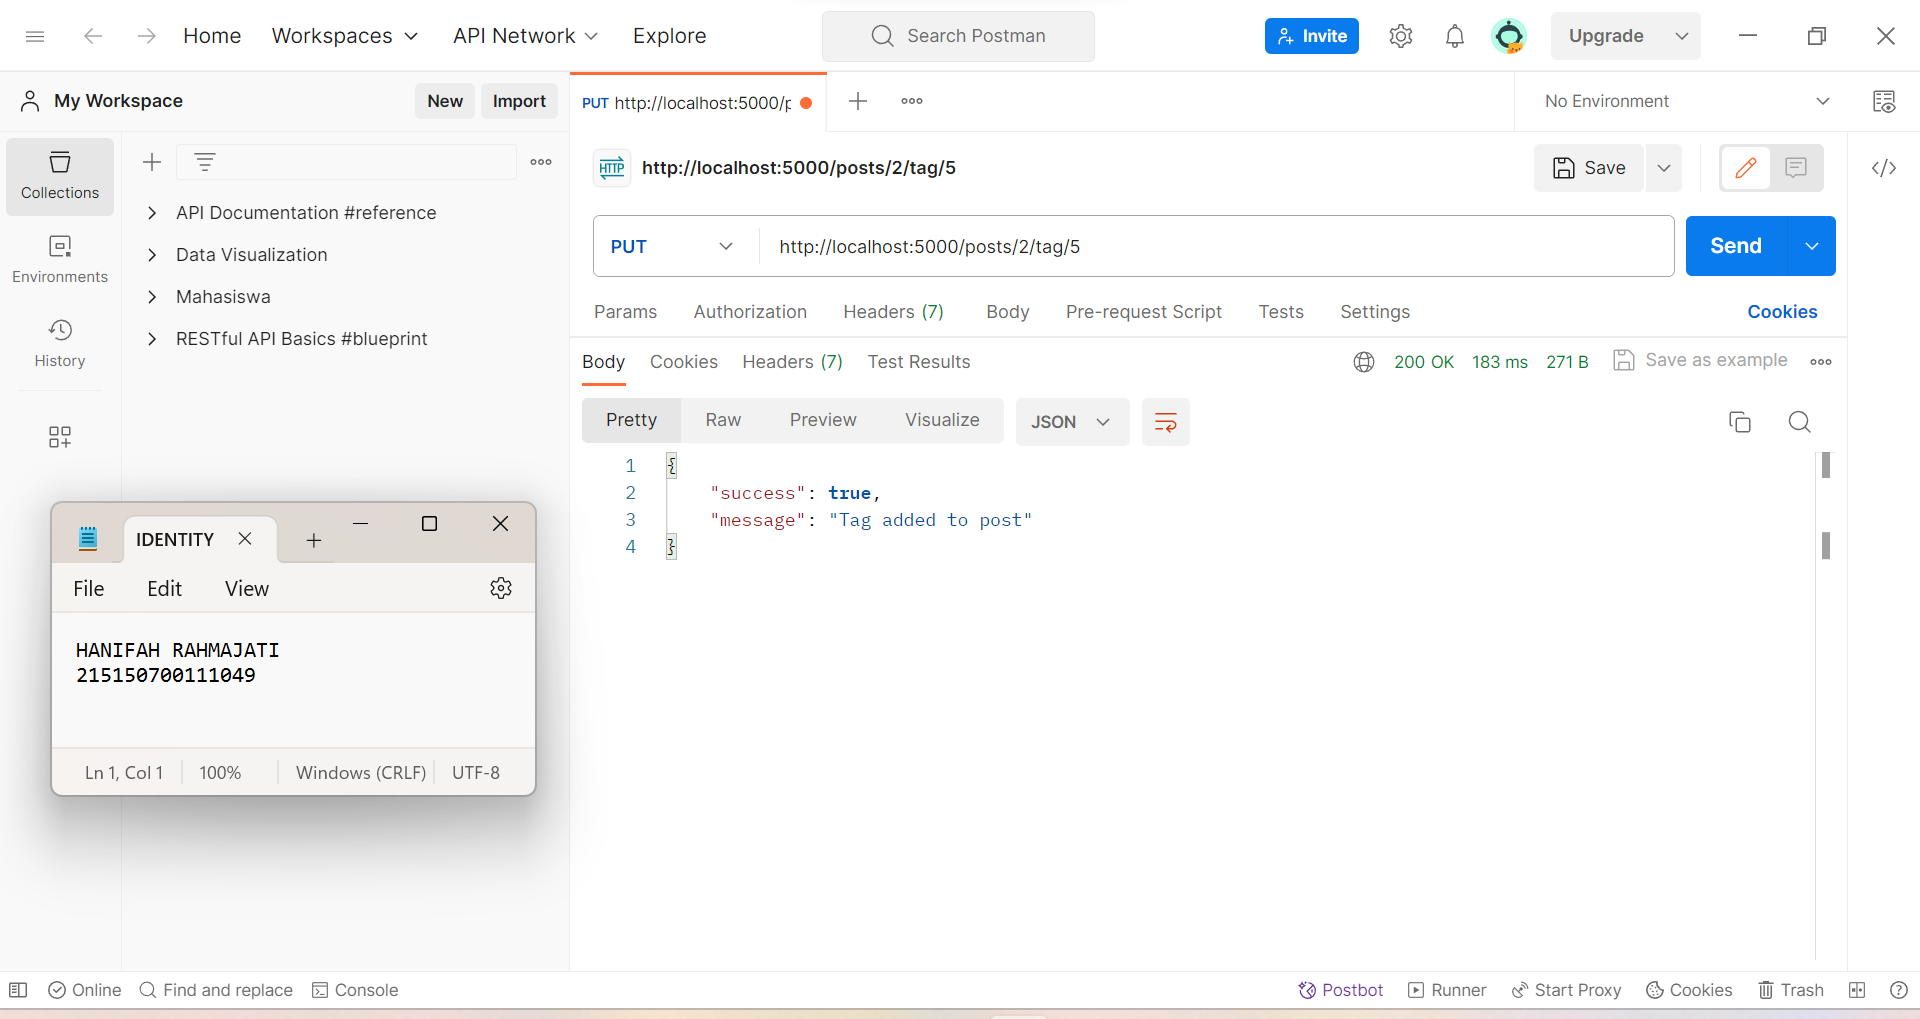 Home
Workspaces
API Network
Explore
Search Postman
Invite
Upgrade
My Workspace
New
Import
PUT http://localhost:5000/p
No Environment
Collections
Environments
History
API Documentation #reference
Data Visualization
Mahasiswa
RESTful API Basics #blueprint
HTTP
http://localhost:5000/posts/2/tag/5
Save
PUT
http://localhost:5000/posts/2/tag/5
Send
Params
Authorization
Headers (7)
Body
Pre-request Script
Tests
Settings
Cookies
Body
Cookies
Headers (7)
Test Results
200 OK
183 ms
271 B
Save as example
Pretty
Raw
Preview
Visualize
JSON
1 {
2 "success": true,
3 "message": "Tag added to post"
4 }
IDENTITY
File
Edit
View
HANIFAH RAHMAJATI
215150700111049
Ln 1, Col 1
100%
Windows (CRLF)
UTF-8
Online
Find and replace
Console
Postbot
Runner
Start Proxy
Cookies
Trash